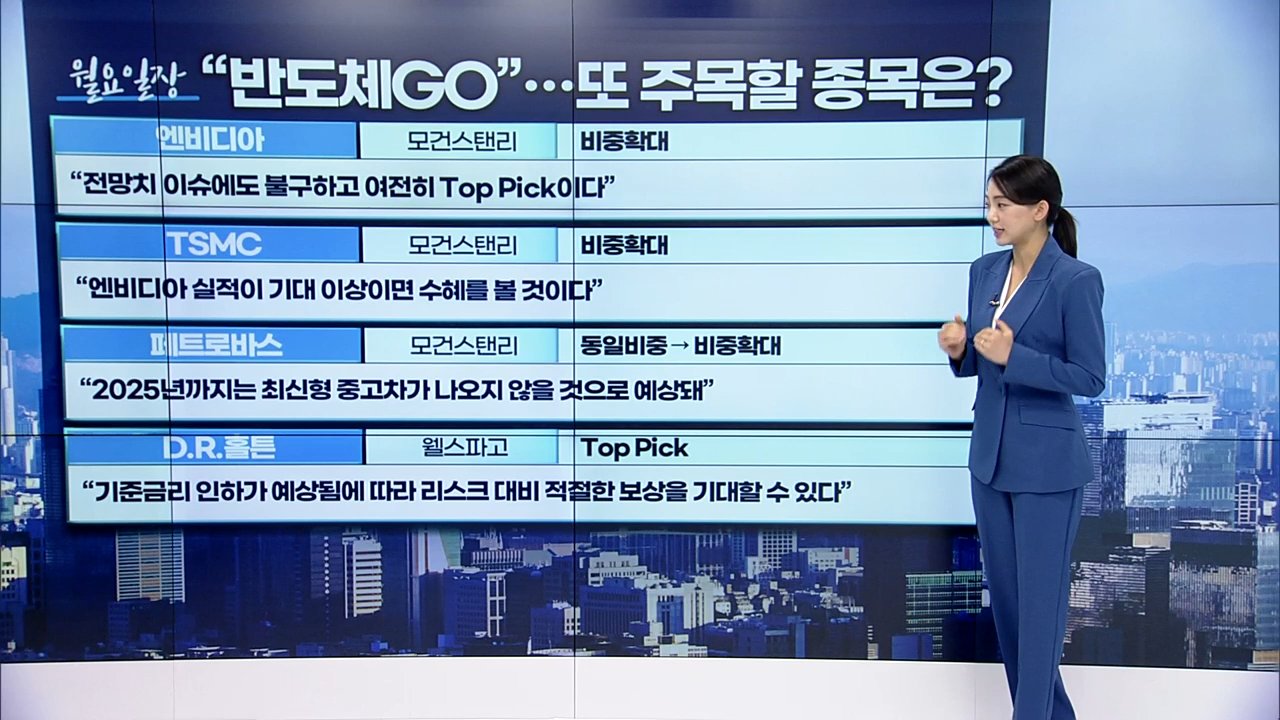 월요일장 “반도체GO”…또 주목할 종목은?
엔비디아 모건스탠리 비중확대
“전망치 이슈에도 불구하고 여전히 Top Pick이다”
TSMC 모건스탠리 비중확대
“엔비디아 실적이 기대 이상이면 수혜를 볼 것이다”
페트로바스 모건스탠리 동일비중→비중확대
“2025년까지는 최신형 중고차가 나오지 않을 것으로 예상돼”
D.R.홀튼 웰스파고 Top Pick
“기준금리 인하가 예상됨에 따라 리스크 대비 적절한 보상을 기대할 수 있다”